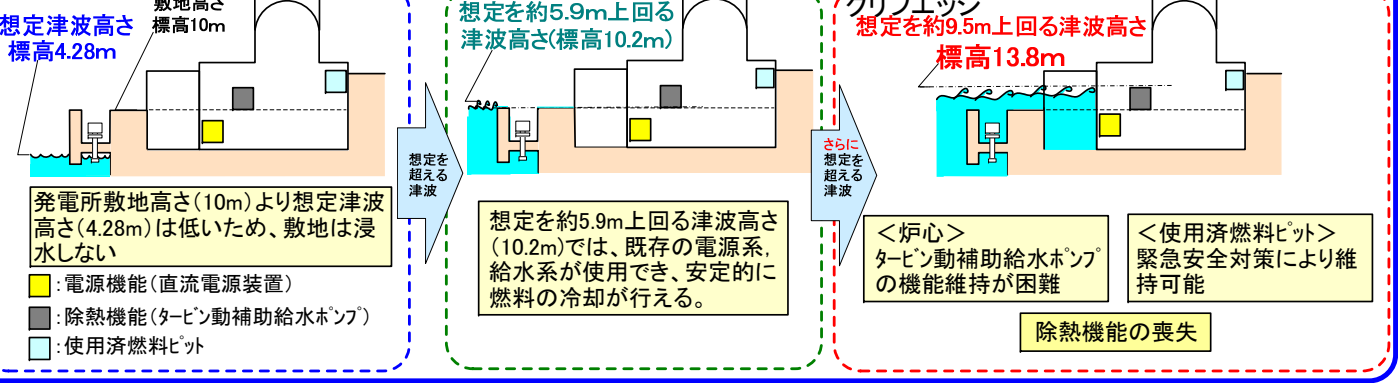 敷地高さ
標高10m
想定津波高さ
標高4.28m
発電所敷地高さ(10m)より想定津波
高さ(4.28m)は低いため、敷地は浸
水しない
:電源機能(直流電源装置)
:除熱機能(タービン動補助給水ポンプ)
:使用済燃料ピット
想定を
超える
津波
想定を約5.9m上回る
津波高さ(標高10.2m)
想定を約5.9m上回る津波高さ
(10.2m)では、既存の電源系,
給水系が使用でき、安定的に
燃料の冷却が行える。
さらに
想定を
超える
津波
クリフエッジ
想定を約9.5m上回る津波高さ
標高13.8m
<炉心>
タービン動補助給水ポンプ
の機能維持が困難
<使用済燃料ピット>
緊急安全対策により維
持可能
除熱機能の喪失